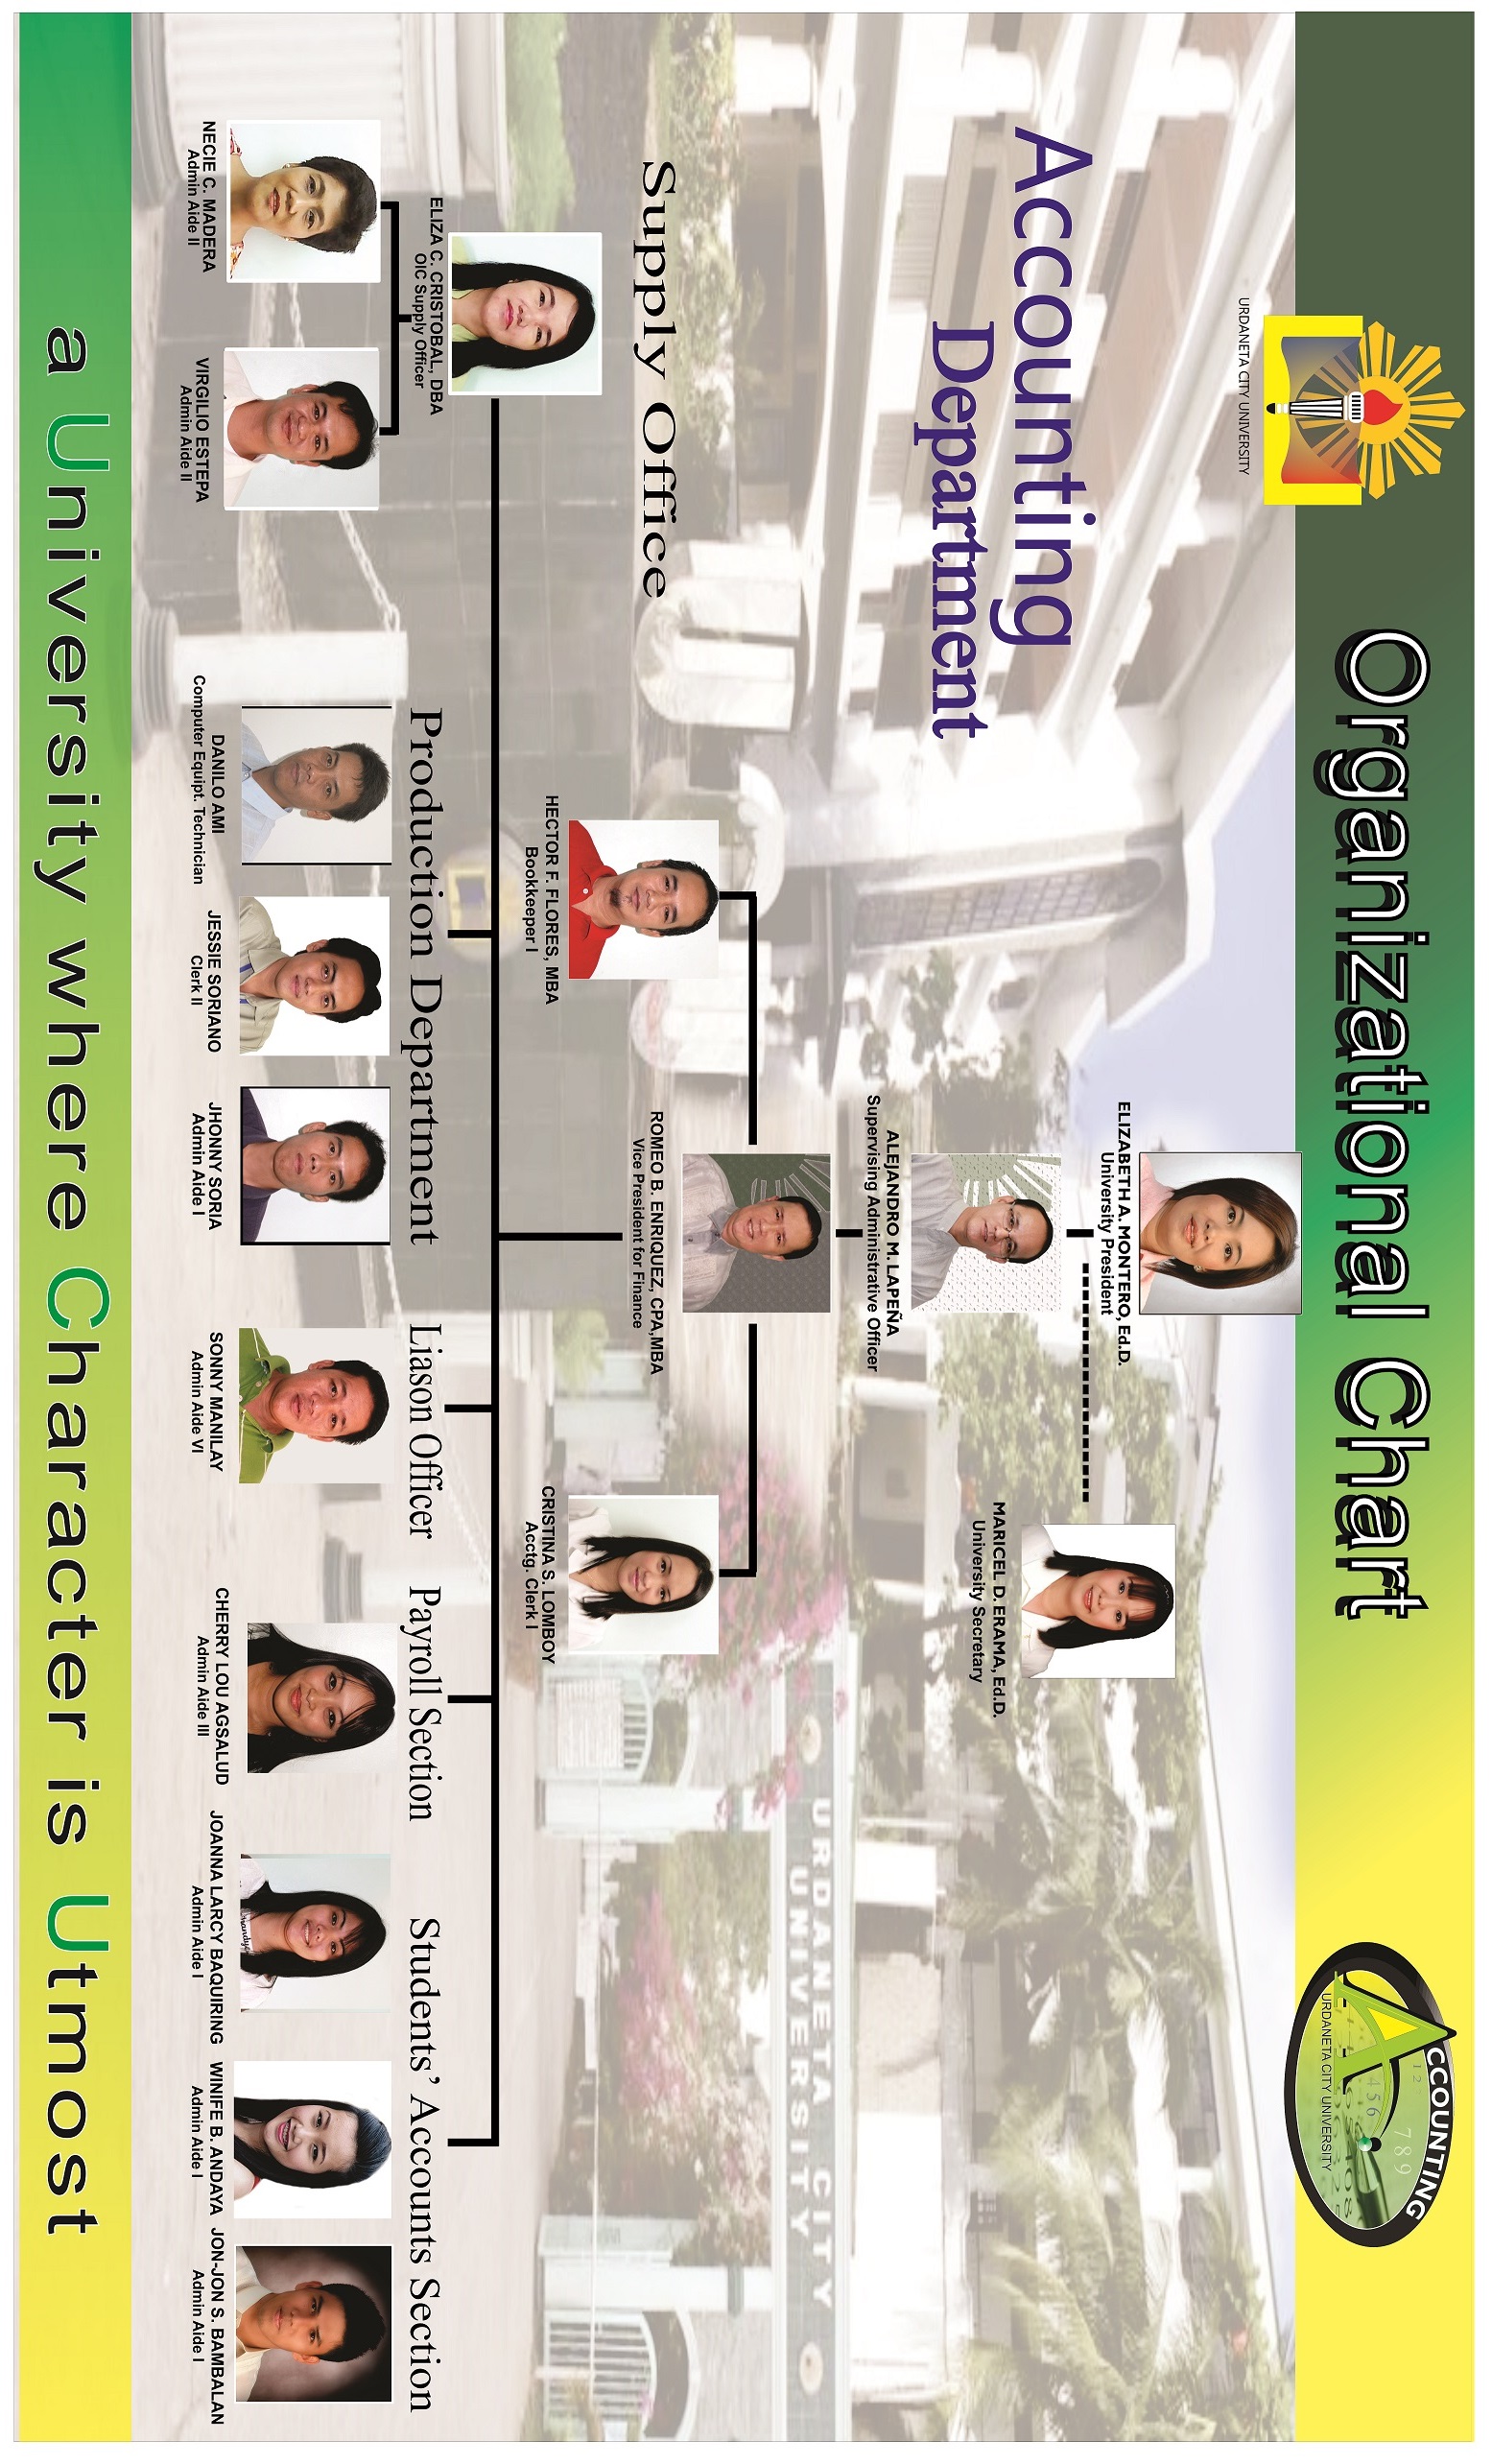 Organizational Chart
URDANETA CITY UNIVERSITY
ACCOUNTING
12
456
789
URDANETA CITY UNIVERSITY
Accounting
Department
ELIZABETH A. MONTERO, Ed.D.
University President
MARICEL D. ERAMA, Ed.D.
University Secretary
ALEJANDRO M. LAPEÑA
Supervising Administrative Officer
URDANETA CITY
UNIVERSITY
ROMEO B. ENRIQUEZ, CPA,MBA
Vice President for Finance
HECTOR F. FLORES, MBA
Bookkeeper I
CRISTINA S. LOMBOY
Acctg. Clerk I
Supply Office
ELIZA C. CRISTOBAL, DBA
OIC Supply Officer
NECIE C. MADERA
Admin Aide II
VIRGILIO ESTEPA
Admin Aide II
Production Department
DANILO AMI
Computer Equipt. Technician
JESSIE SORIANO
Clerk II
JHONNY SORIA
Admin Aide I
Liason Officer
SONNY MANILAY
Admin Aide VI
Payroll Section
CHERRY LOU AGSALUD
Admin Aide III
Students' Accounts Section
JOANNA LARCY BAQUIRING
Admin Aide I
WINIFE B. ANDAYA
Admin Aide I
JON-JON S. BAMBALAN
Admin Aide I
a University where Character is Utmost